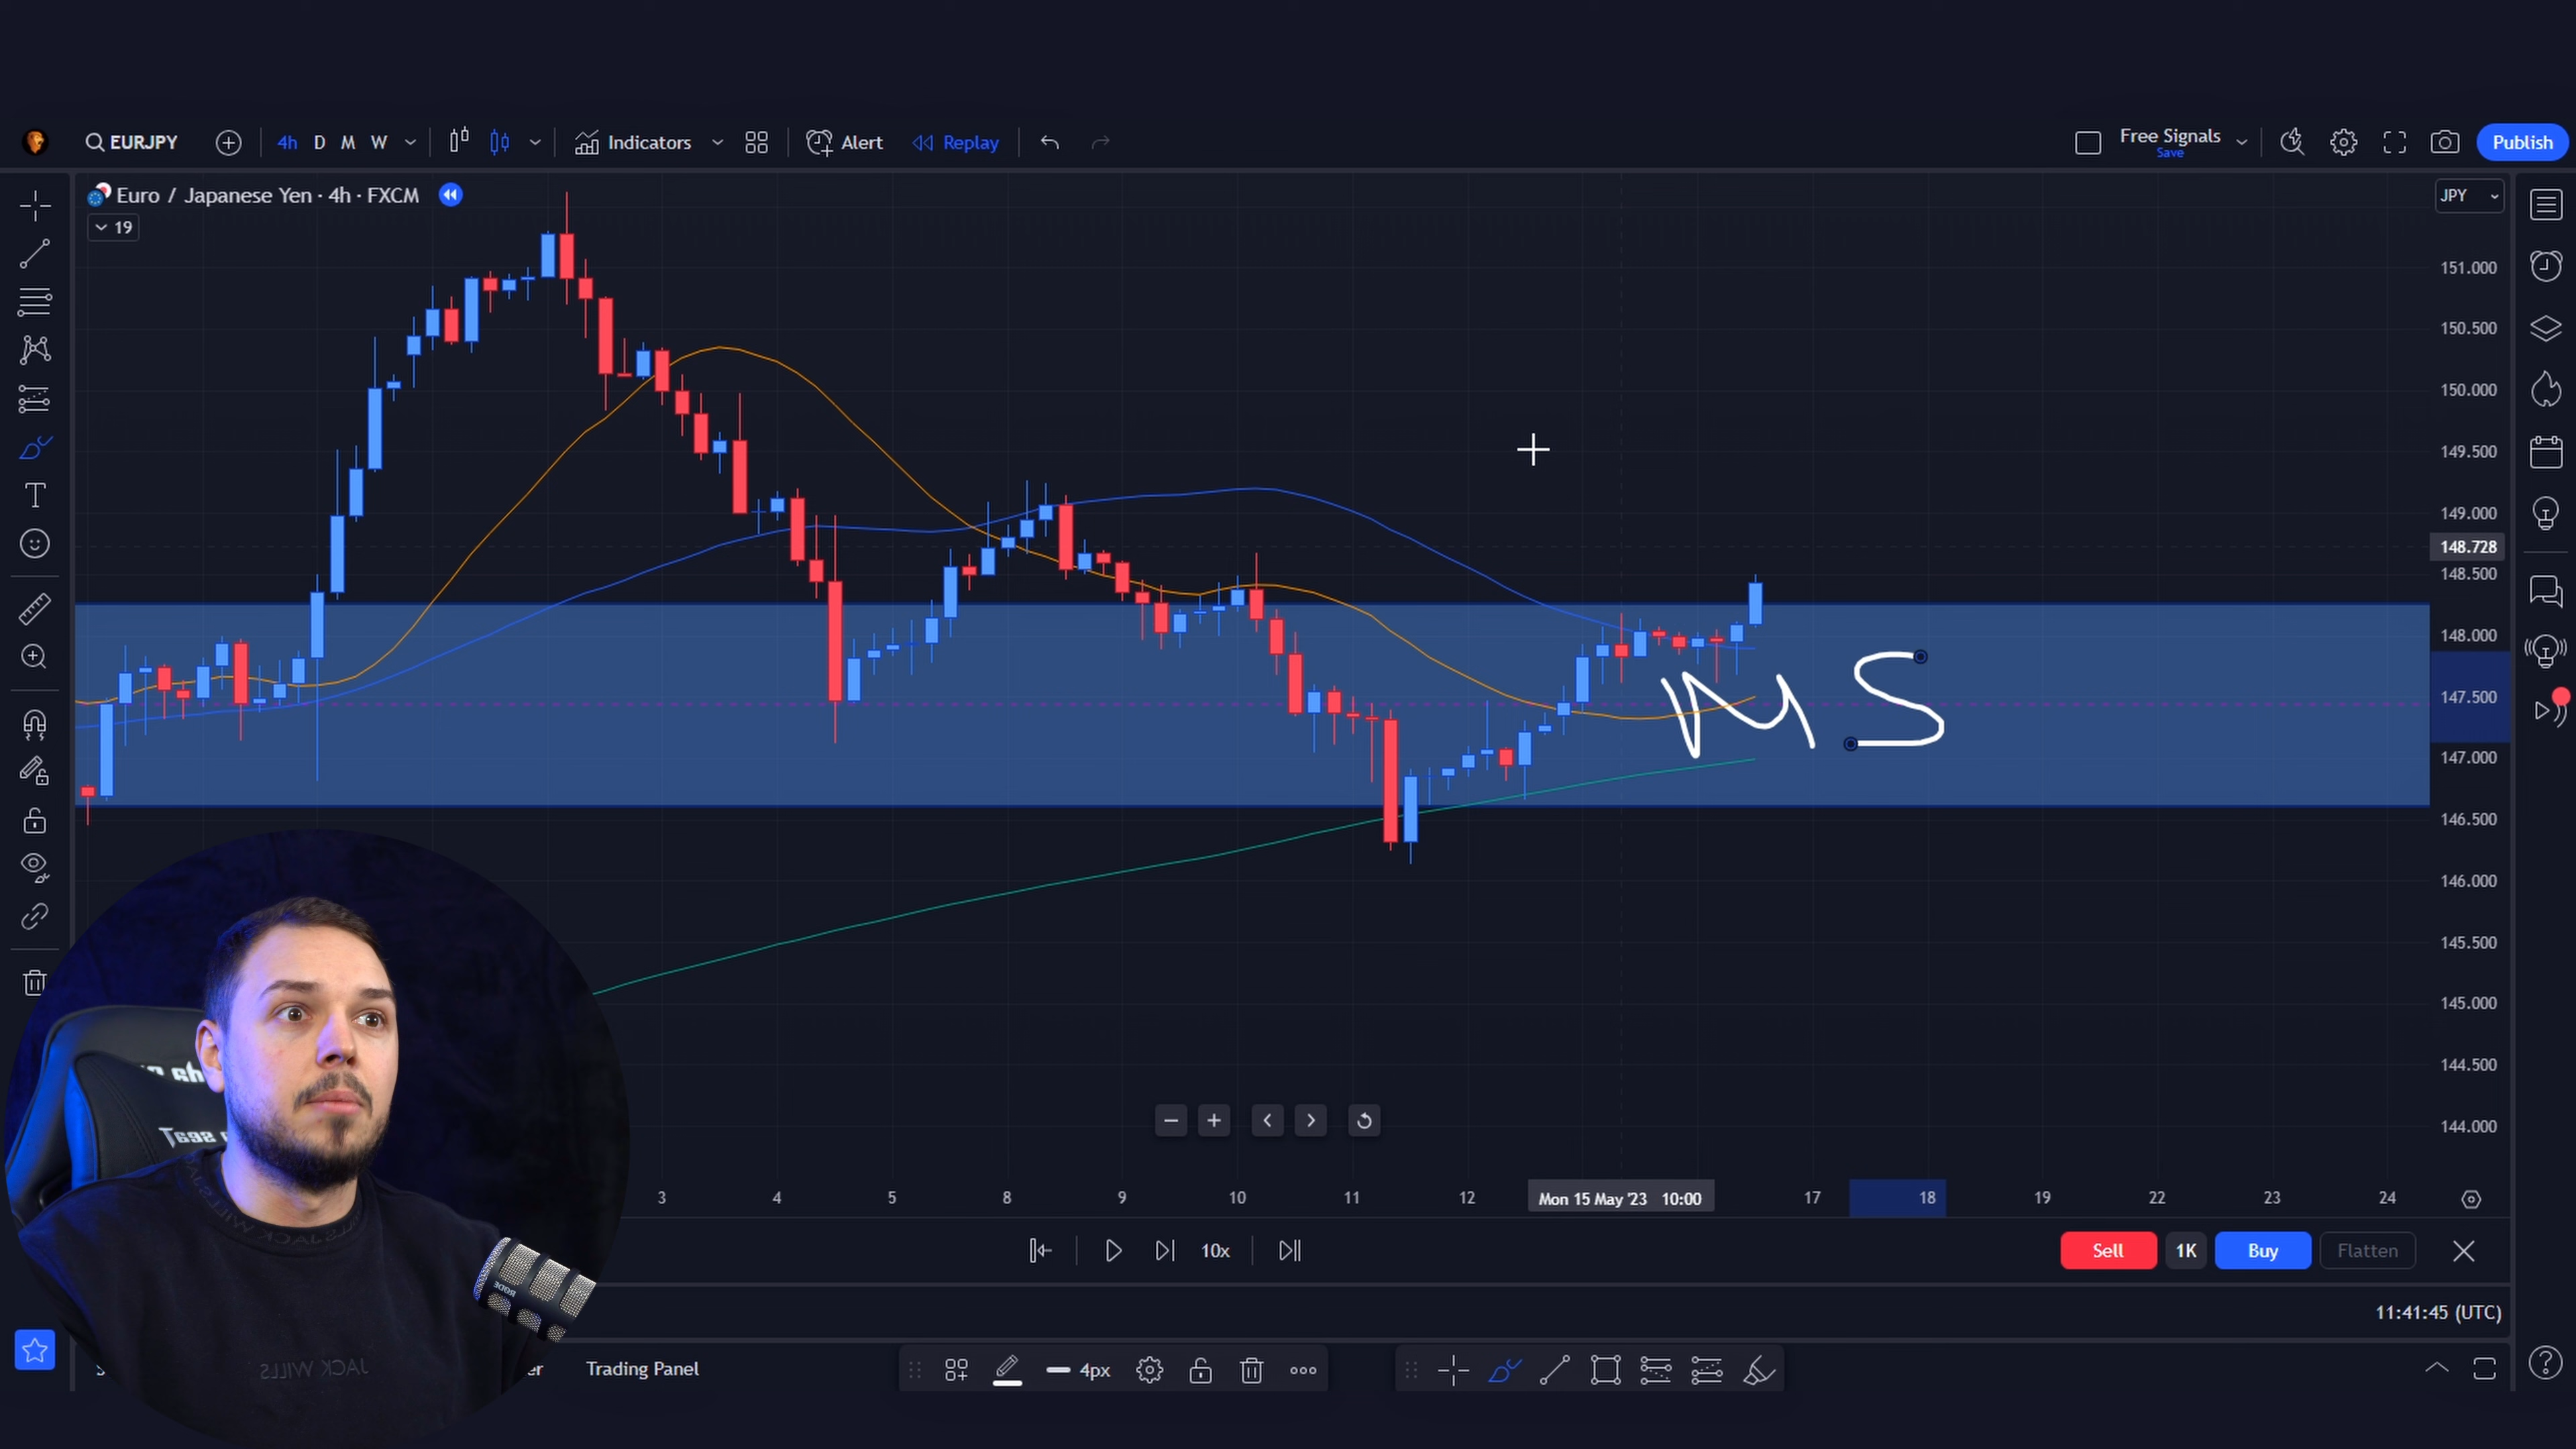 EURJPY 4h D M W Indicators Alert Replay Free Signals Publish
Save
Euro / Japanese Yen · 4h · FXCM JPY
19
151.000
150.500
150.000
149.500
149.000
148.728
148.500
148.000
147.500
147.000
146.500
146.000
145.500
145.000
144.500
144.000
MS
3 4 5 8 9 10 11 12 Mon 15 May '23 10:00 17 18 19 22 23 24
10x Sell 1K Buy Flatten
RODE
11:41:45 (UTC)
JACK WILLS
Trading Panel 4px